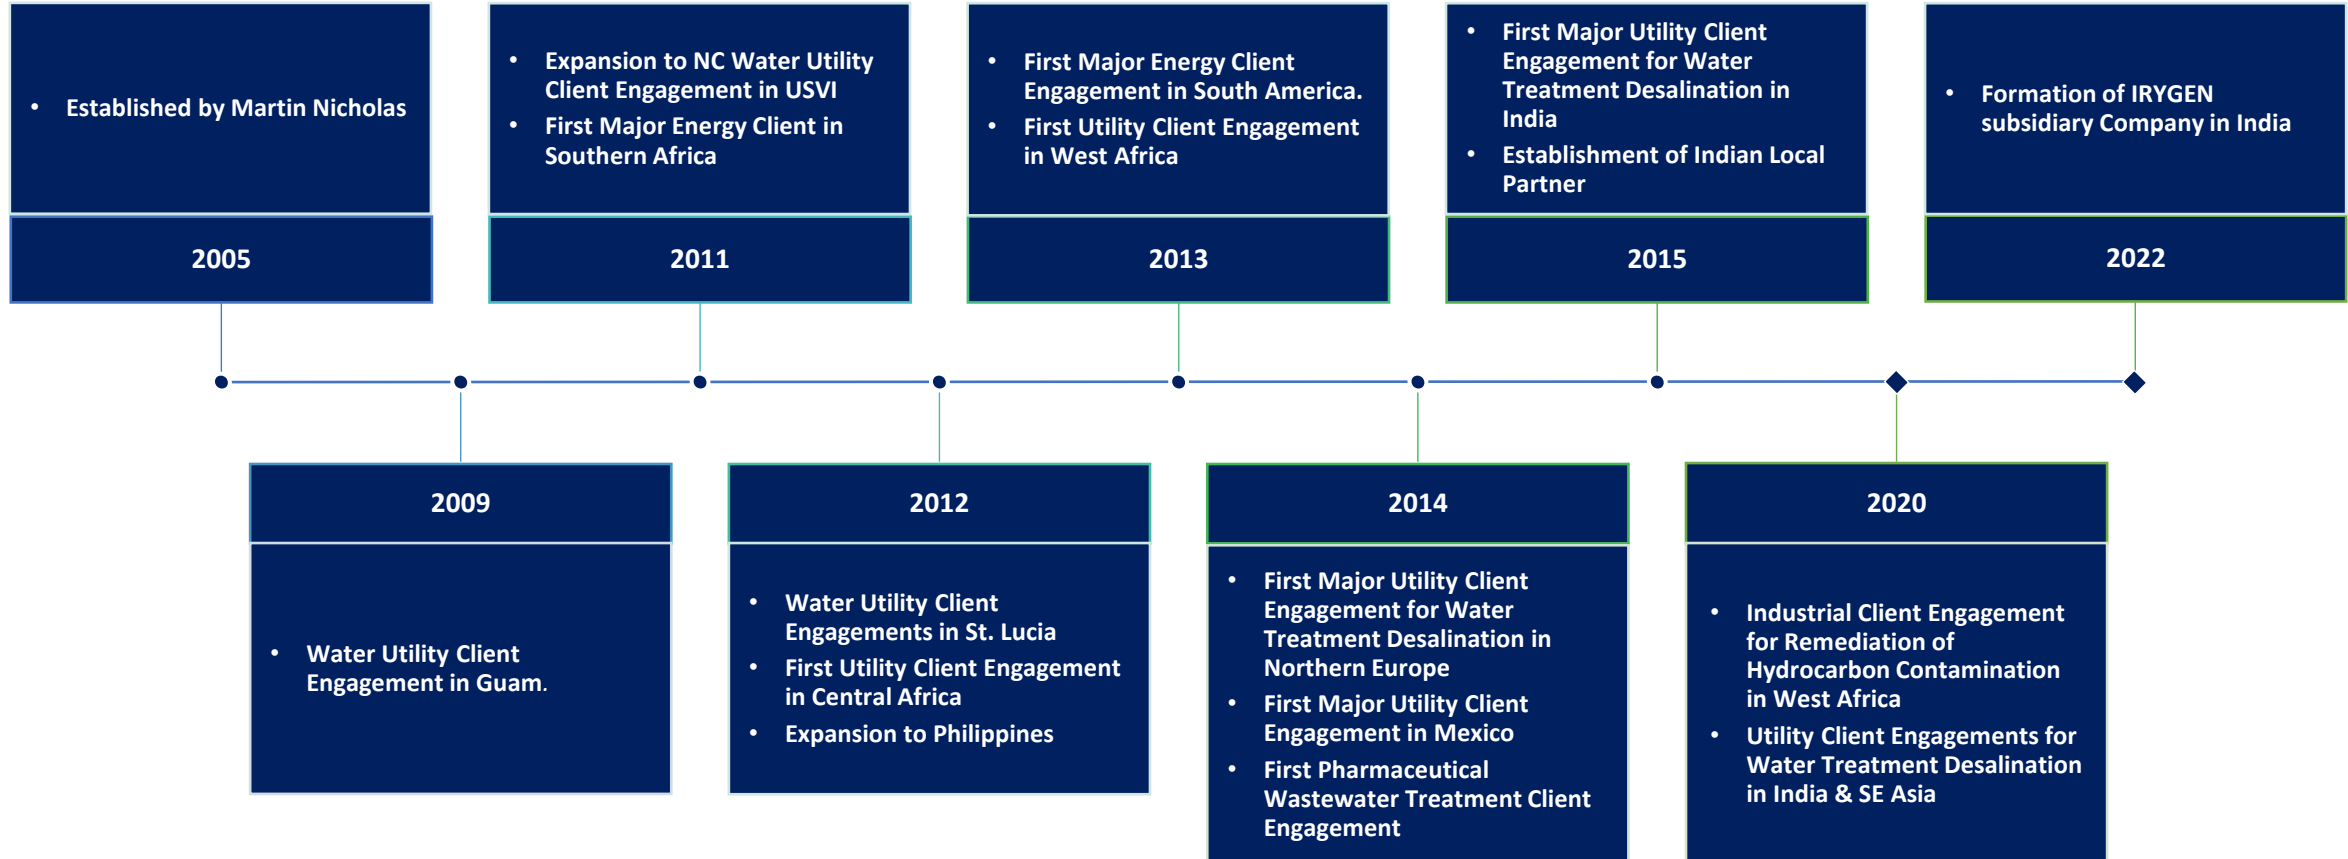 • Established by Martin Nicholas
2005
• Expansion to NC Water Utility
Client Engagement in USVI
• First Major Energy Client in
Southern Africa
2011
• First Major Energy Client
Engagement in South America.
• First Utility Client Engagement
in West Africa
2013
• First Major Utility Client
Engagement for Water
Treatment Desalination in
India
• Establishment of Indian Local
Partner
2015
• Formation of IRYGEN
subsidiary Company in India
2022
2009
• Water Utility Client
Engagement in Guam.
2012
• Water Utility Client
Engagements in St. Lucia
• First Utility Client Engagement
in Central Africa
• Expansion to Philippines
2014
• First Major Utility Client
Engagement for Water
Treatment Desalination in
Northern Europe
• First Major Utility Client
Engagement in Mexico
• First Pharmaceutical
Wastewater Treatment Client
Engagement
2020
• Industrial Client Engagement
for Remediation of
Hydrocarbon Contamination
in West Africa
• Utility Client Engagements for
Water Treatment Desalination
in India & SE Asia